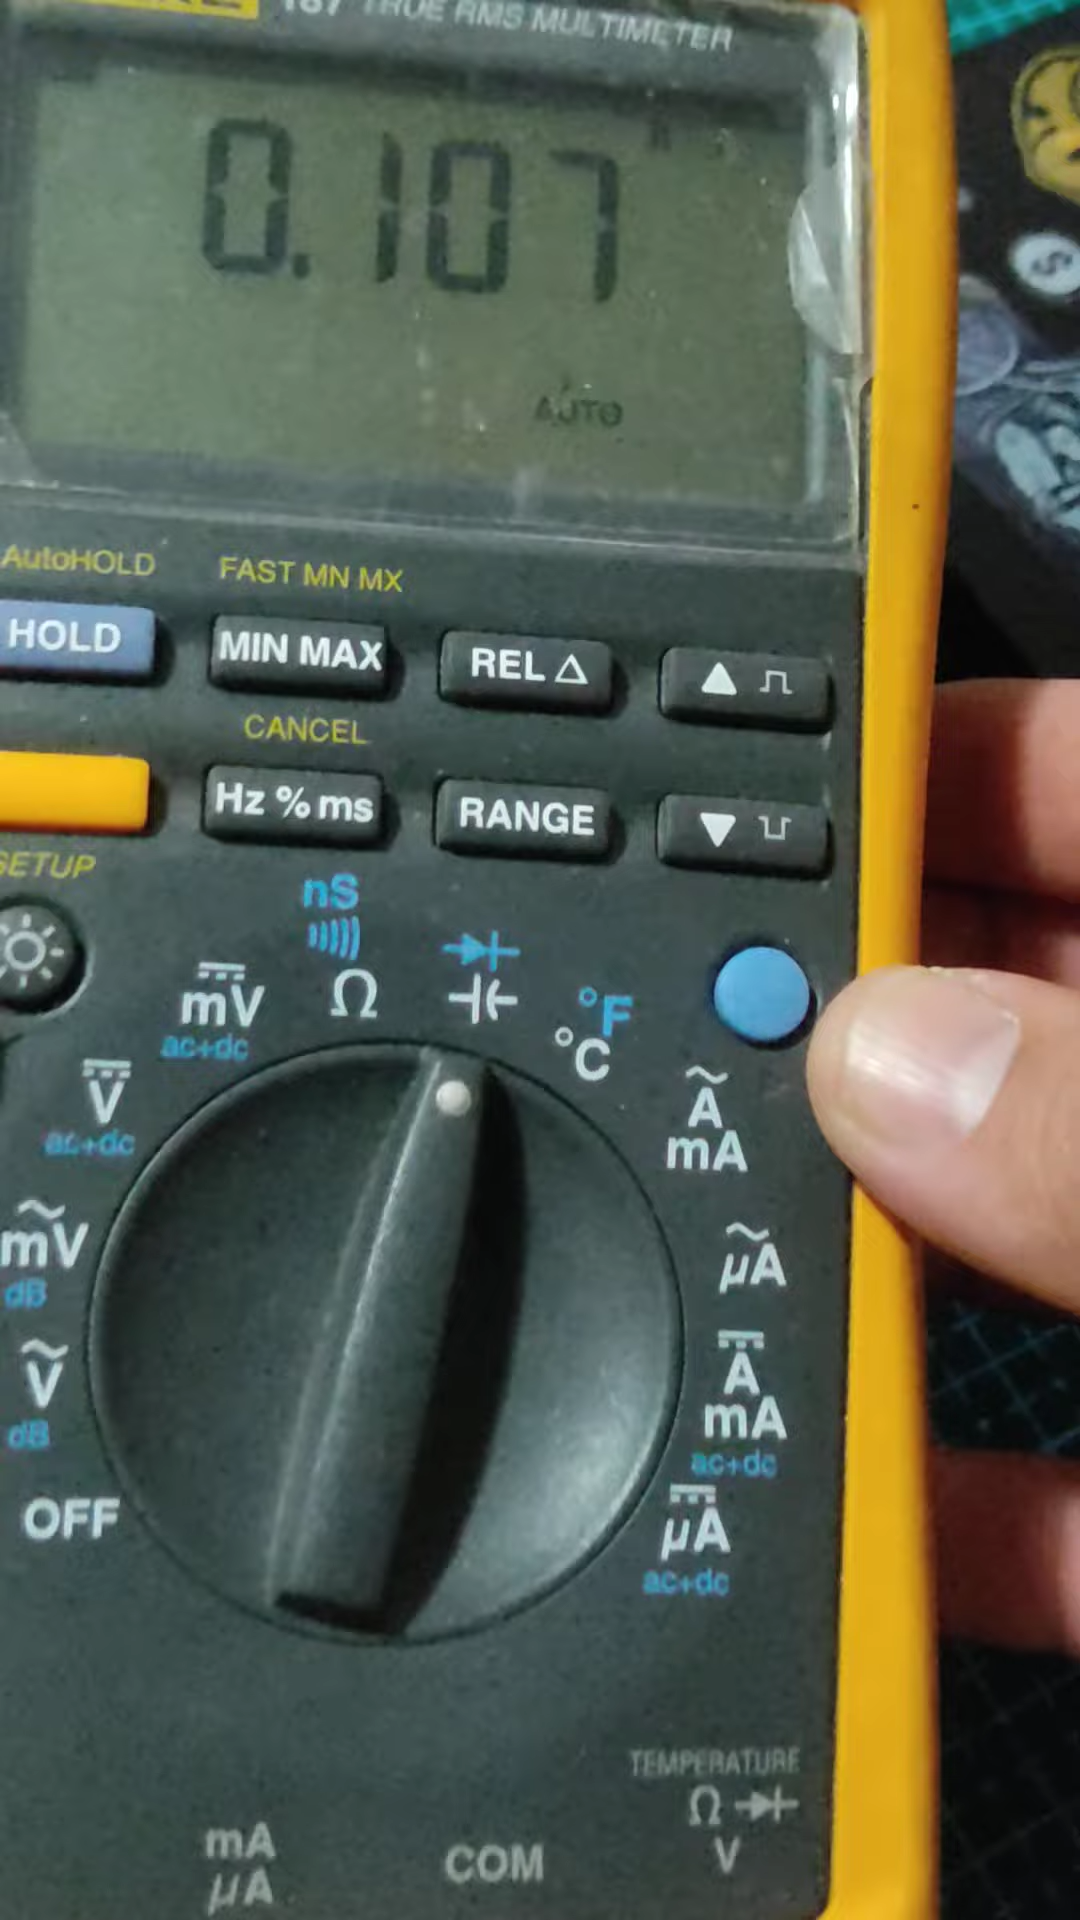 187 TRUE RMS MULTIMETER
0.107
AUTO
AutoHOLD FAST MN MX
HOLD MIN MAX REL Δ ▲
CANCEL
Hz % ms RANGE ▼
SETUP
nS
mV Ω °F
ac+dc °C
V A
ac+dc mA
mV µA
dB
V A
dB mA
ac+dc
OFF µA
ac+dc
TEMPERATURE
mA COM Ω
µA V